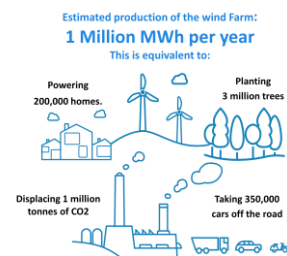 Estimated production of the wind Farm:
1 Million MWh per year
This is equivalent to:
Powering
200,000 homes.
Planting
3 million trees
Displacing 1 million
tonnes of CO2
Taking 350,000
cars off the road